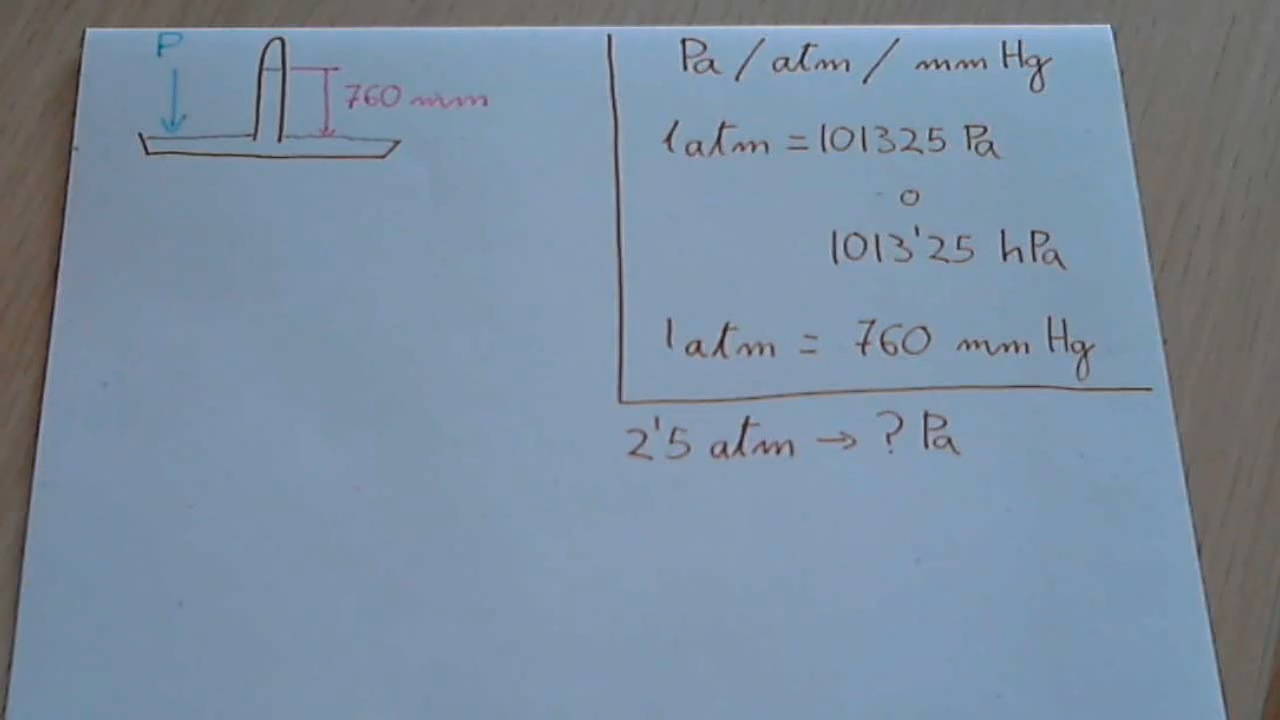 P
760 mm
Pa / atm / mm Hg
1 atm = 101325 Pa
o
1013'25 hPa
1 atm = 760 mm Hg
2'5 atm → ? Pa